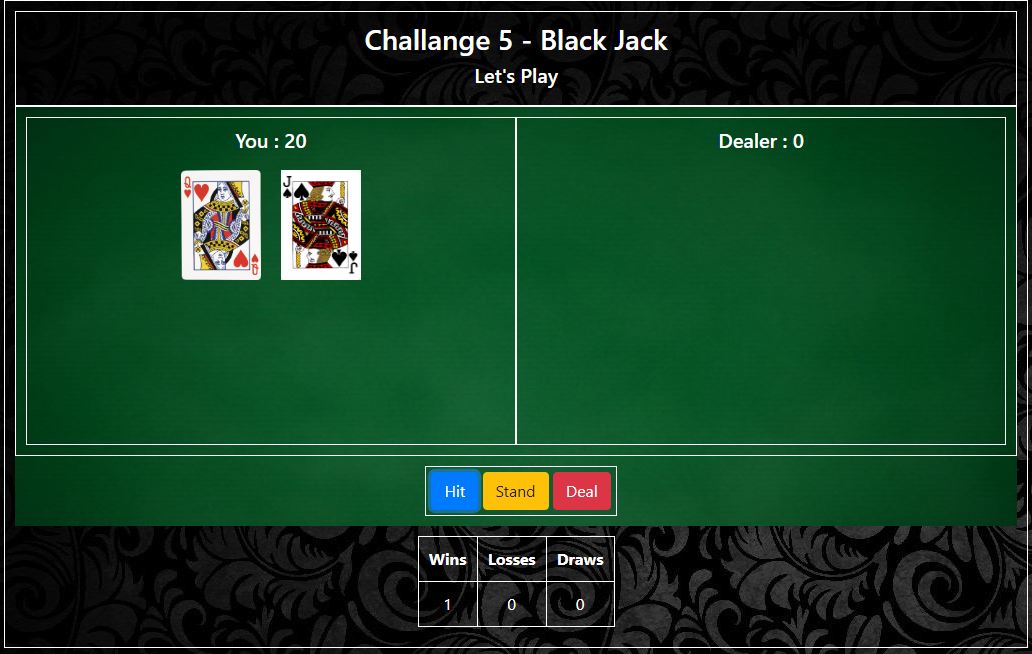 Challange 5 - Black Jack
Let's Play
You : 20
Dealer : 0
Q
Q
J
J
Hit
Stand
Deal
Wins Losses Draws
1 0 0